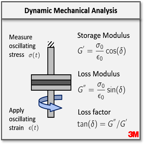 Dynamic Mechanical Analysis
Measure
oscillating
stress σ(t)
Apply
oscillating
strain ϵ(t)
Storage Modulus
G′ = σ₀/ϵ₀ cos(δ)
Loss Modulus
G″ = σ₀/ϵ₀ sin(δ)
Loss factor
tan(δ) = G″/G′
3M